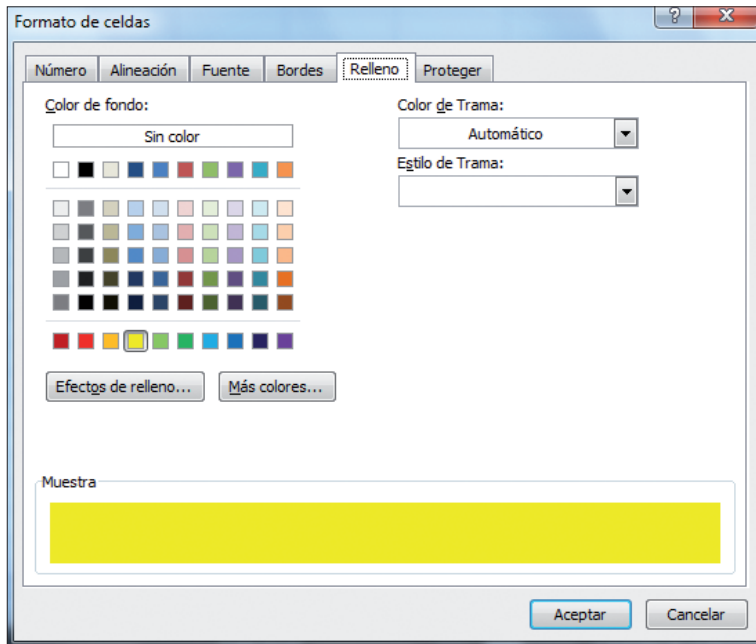 Formato de celdas
?
Número Alineación Fuente Bordes Relleno Proteger
Color de fondo:
Sin color
Color de Trama:
Automático
Estilo de Trama:
Efectos de relleno...
Más colores...
Muestra
Aceptar
Cancelar